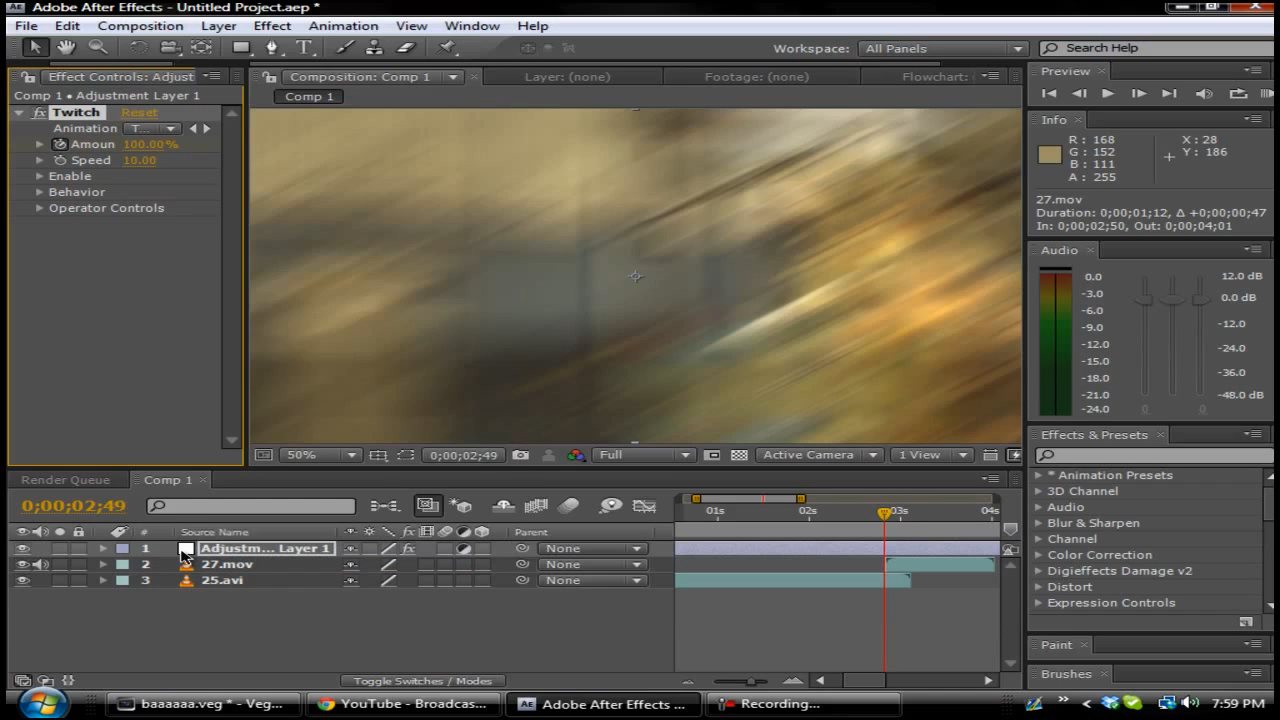 Adobe After Effects - Untitled Project.aep *
File Edit Composition Layer Effect Animation View Window Help
Workspace: All Panels Search Help
Effect Controls: Adjust
Comp 1 • Adjustment Layer 1
fx Twitch Reset
Animation T...
Amoun 100.00%
Speed 10.00
Enable
Behavior
Operator Controls
Composition: Comp 1 Layer: (none) Footage: (none) Flowchart:
Comp 1
50% 0;00;02;49 Full Active Camera 1 View
Preview
Info
R: 168 X: 28
G: 152 Y: 186
B: 111
A: 255
27.mov
Duration: 0;00;01;12, Δ +0;00;00;47
In: 0;00;02;50, Out: 0;00;04;01
Audio
0.0 12.0 dB
-3.0 0.0 dB
-6.0
-9.0 -12.0
-12.0 -24.0
-15.0
-18.0 -36.0
-21.0 -48.0 dB
-24.0
Effects & Presets
* Animation Presets
3D Channel
Audio
Blur & Sharpen
Channel
Color Correction
Digieffects Damage v2
Distort
Expression Controls
Paint
Brushes
Render Queue Comp 1
0;00;02;49
# Source Name Parent
1 Adjustm... Layer 1 fx None
2 27.mov None
3 25.avi None
01s 02s 03s 04s
Toggle Switches / Modes
baaaaaa.veg * - Veg... YouTube - Broadca... Adobe After Effects ... Recording... 7:59 PM